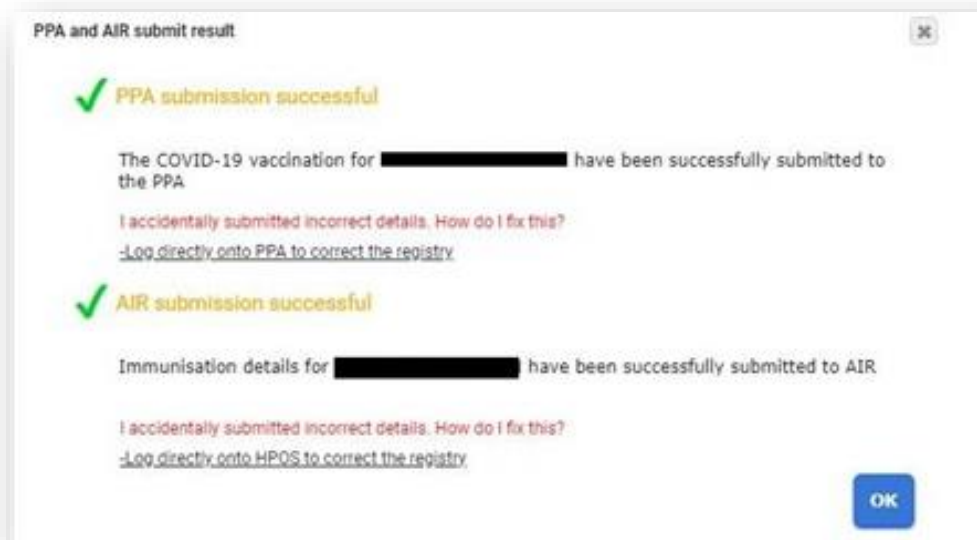 PPA and AIR submit result
PPA submission successful
The COVID-19 vaccination for have been successfully submitted to
the PPA
I accidentally submitted incorrect details. How do I fix this?
-Log directly onto PPA to correct the registry
AIR submission successful
Immunisation details for have been successfully submitted to AIR
I accidentally submitted incorrect details. How do I fix this?
-Log directly onto HPOS to correct the registry
OK